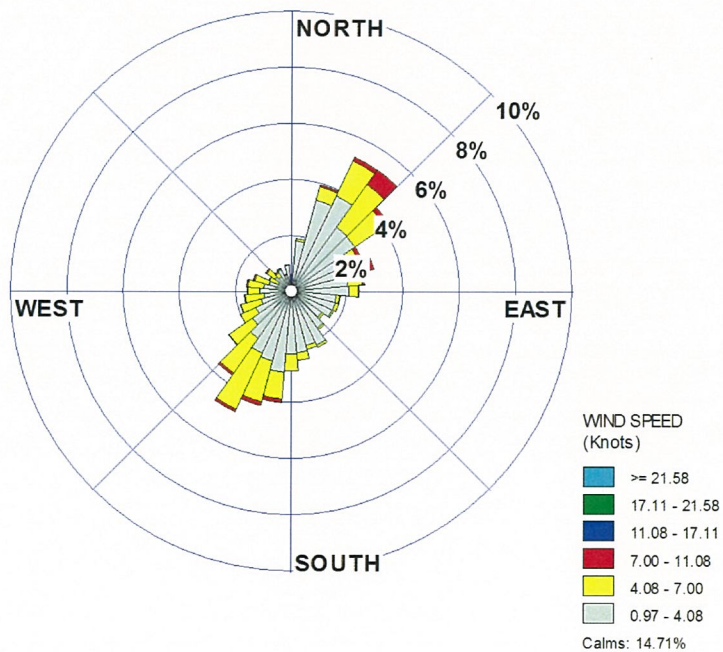 NORTH
10%
8%
6%
4%
2%
WEST
EAST
SOUTH
WIND SPEED
(Knots)
>= 21.58
17.11 - 21.58
11.08 - 17.11
7.00 - 11.08
4.08 - 7.00
0.97 - 4.08
Calms: 14.71%